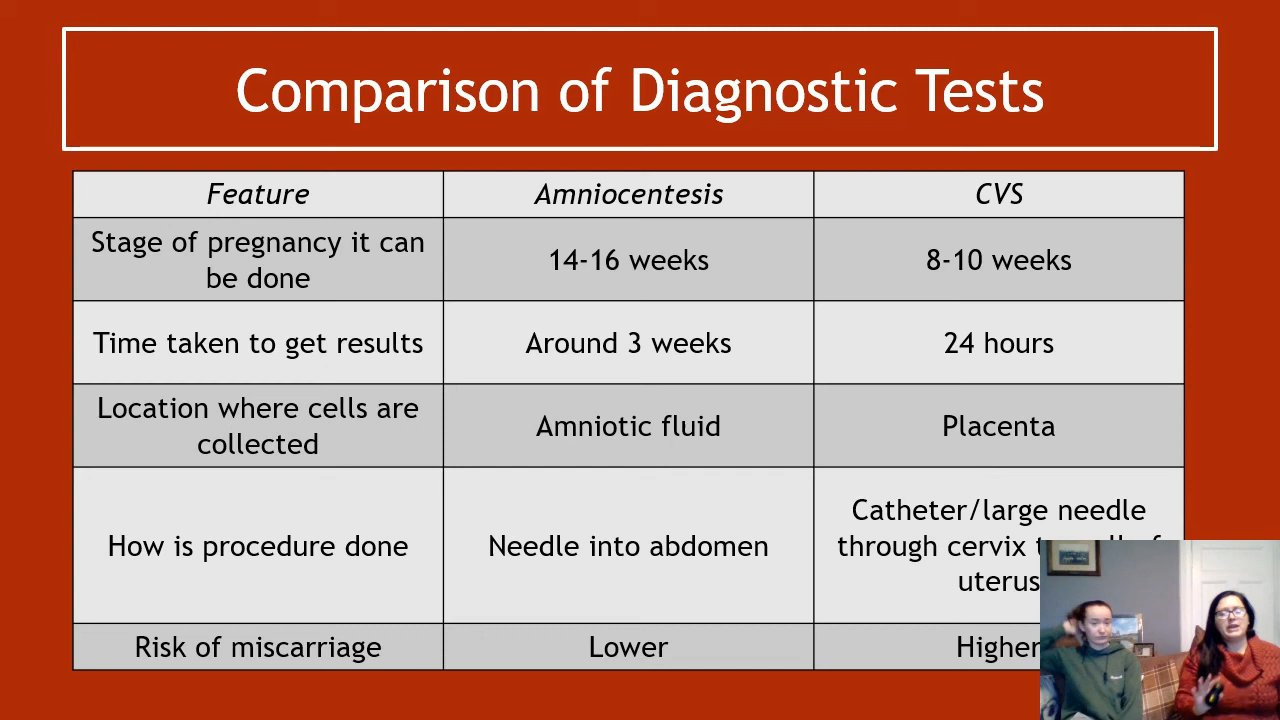 Comparison of Diagnostic Tests
Feature
Amniocentesis
CVS
Stage of pregnancy it can
be done
14-16 weeks
8-10 weeks
Time taken to get results
Around 3 weeks
24 hours
Location where cells are
collected
Amniotic fluid
Placenta
How is procedure done
Needle into abdomen
Catheter/large needle
through cervix
uterus
Risk of miscarriage
Lower
Higher